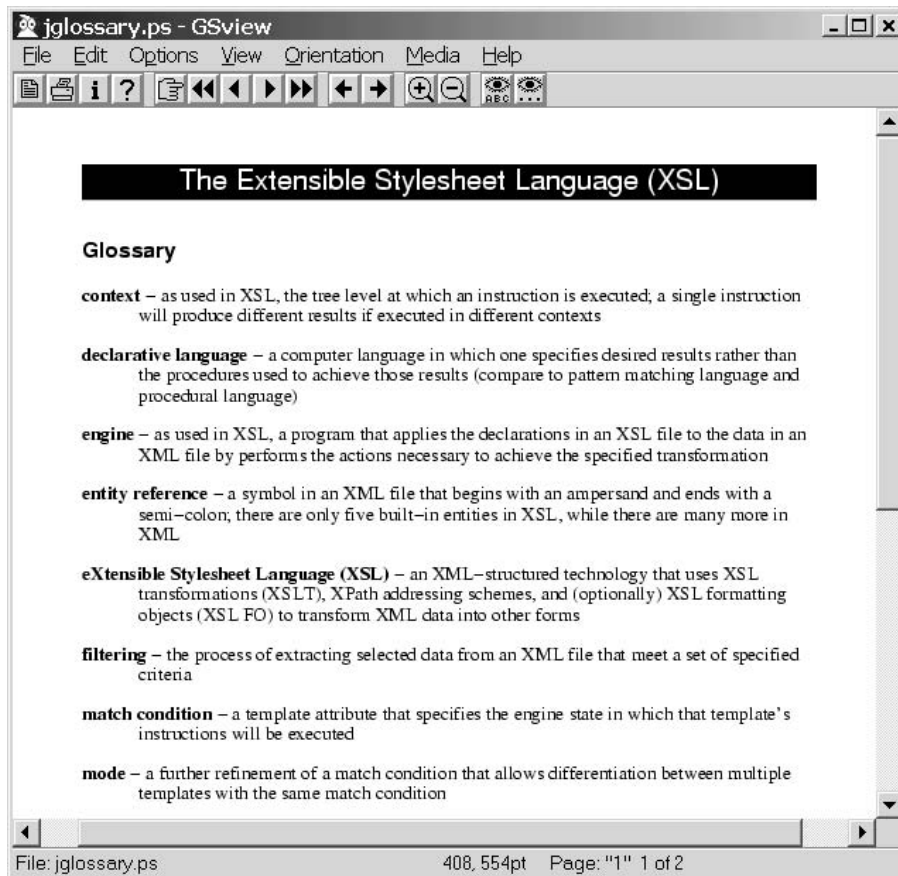 jglossary.ps - GSview
File Edit Options View Orientation Media Help
i ? ABC ...
The Extensible Stylesheet Language (XSL)
Glossary
context – as used in XSL, the tree level at which an instruction is executed; a single instruction
will produce different results if executed in different contexts
declarative language – a computer language in which one specifies desired results rather than
the procedures used to achieve those results (compare to pattern matching language and
procedural language)
engine – as used in XSL, a program that applies the declarations in an XSL file to the data in an
XML file by performs the actions necessary to achieve the specified transformation
entity reference – a symbol in an XML file that begins with an ampersand and ends with a
semi–colon; there are only five built–in entities in XSL, while there are many more in
XML
eXtensible Stylesheet Language (XSL) – an XML–structured technology that uses XSL
transformations (XSLT), XPath addressing schemes, and (optionally) XSL formatting
objects (XSL FO) to transform XML data into other forms
filtering – the process of extracting selected data from an XML file that meet a set of specified
criteria
match condition – a template attribute that specifies the engine state in which that template's
instructions will be executed
mode – a further refinement of a match condition that allows differentiation between multiple
templates with the same match condition
File: jglossary.ps 408, 554pt Page: "1" 1 of 2